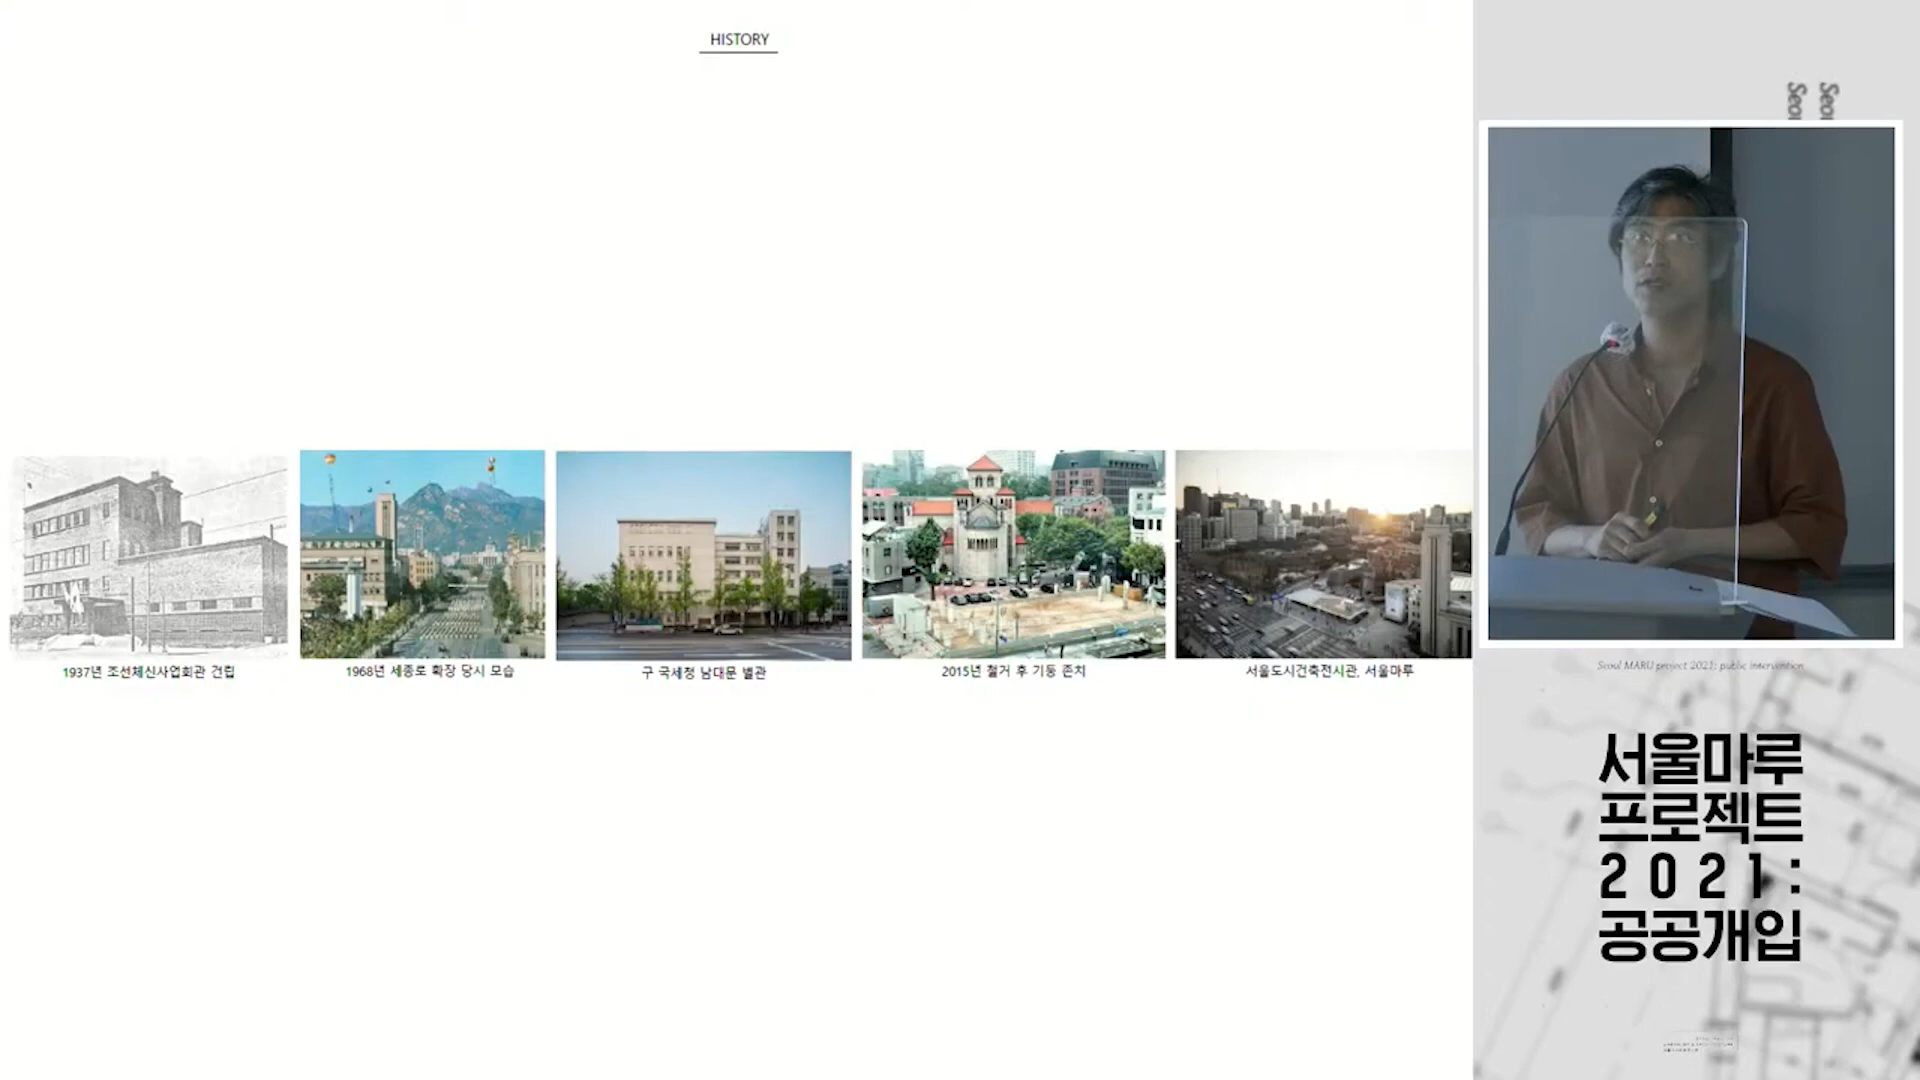 HISTORY
1937년 조선체신사업회관 건립
1968년 세종로 확장 당시 모습
구 국세청 남대문 별관
2015년 철거 후 기둥 존치
서울도시건축전시관, 서울마루
Seoul MARU project 2021: public intervention
서울마루
프로젝트
2021:
공공개입